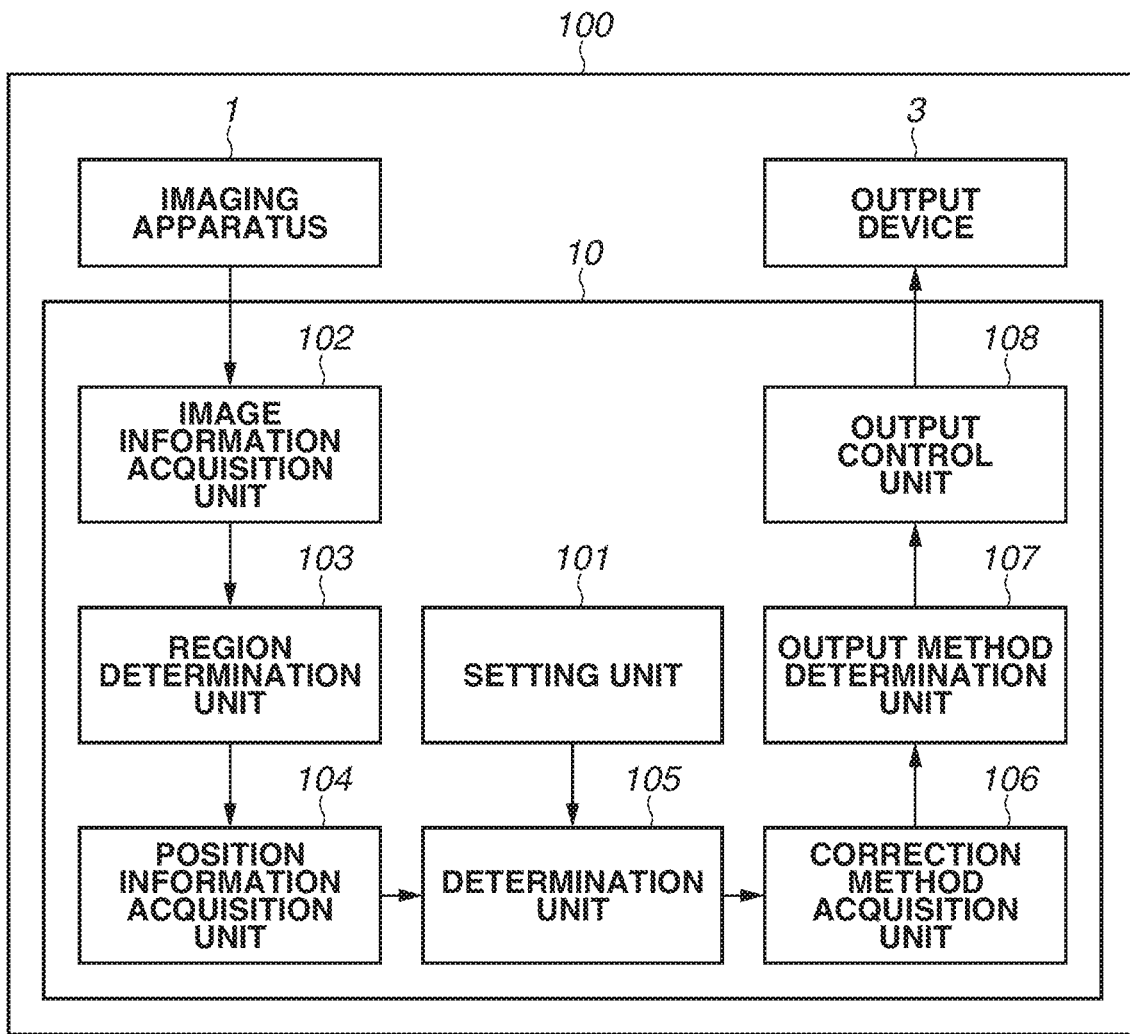 100
1
3
IMAGING
APPARATUS
OUTPUT
DEVICE
10
102
108
IMAGE
INFORMATION
ACQUISITION
UNIT
OUTPUT
CONTROL
UNIT
103
101
107
REGION
DETERMINATION
UNIT
SETTING UNIT
OUTPUT METHOD
DETERMINATION
UNIT
104
105
106
POSITION
INFORMATION
ACQUISITION
UNIT
DETERMINATION
UNIT
CORRECTION
METHOD
ACQUISITION
UNIT